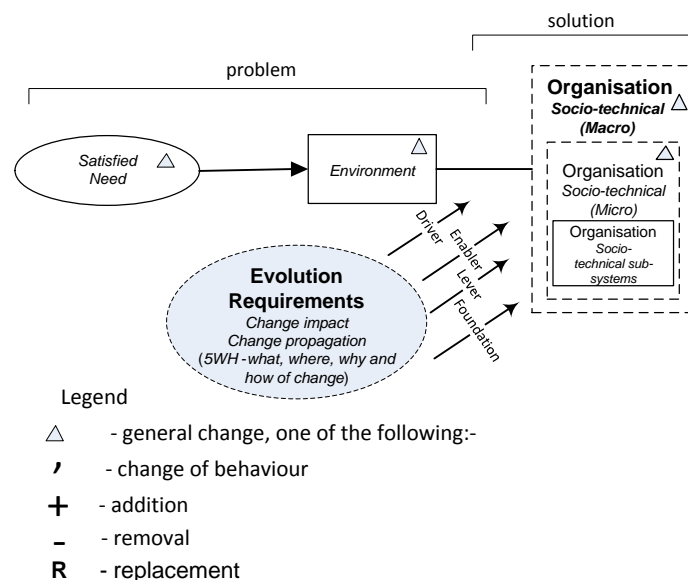 solution
problem
Organisation
Socio-technical
(Macro)
Satisfied
Need
Environment
Organisation
Socio-technical
(Micro)
Organisation
Socio-
technical sub-
systems
Driver
Enabler
Lever
Foundation
Evolution
Requirements
Change impact
Change propagation
(5WH -what, where, why and
how of change)
Legend
- general change, one of the following:-
, - change of behaviour
+ - addition
- - removal
R - replacement